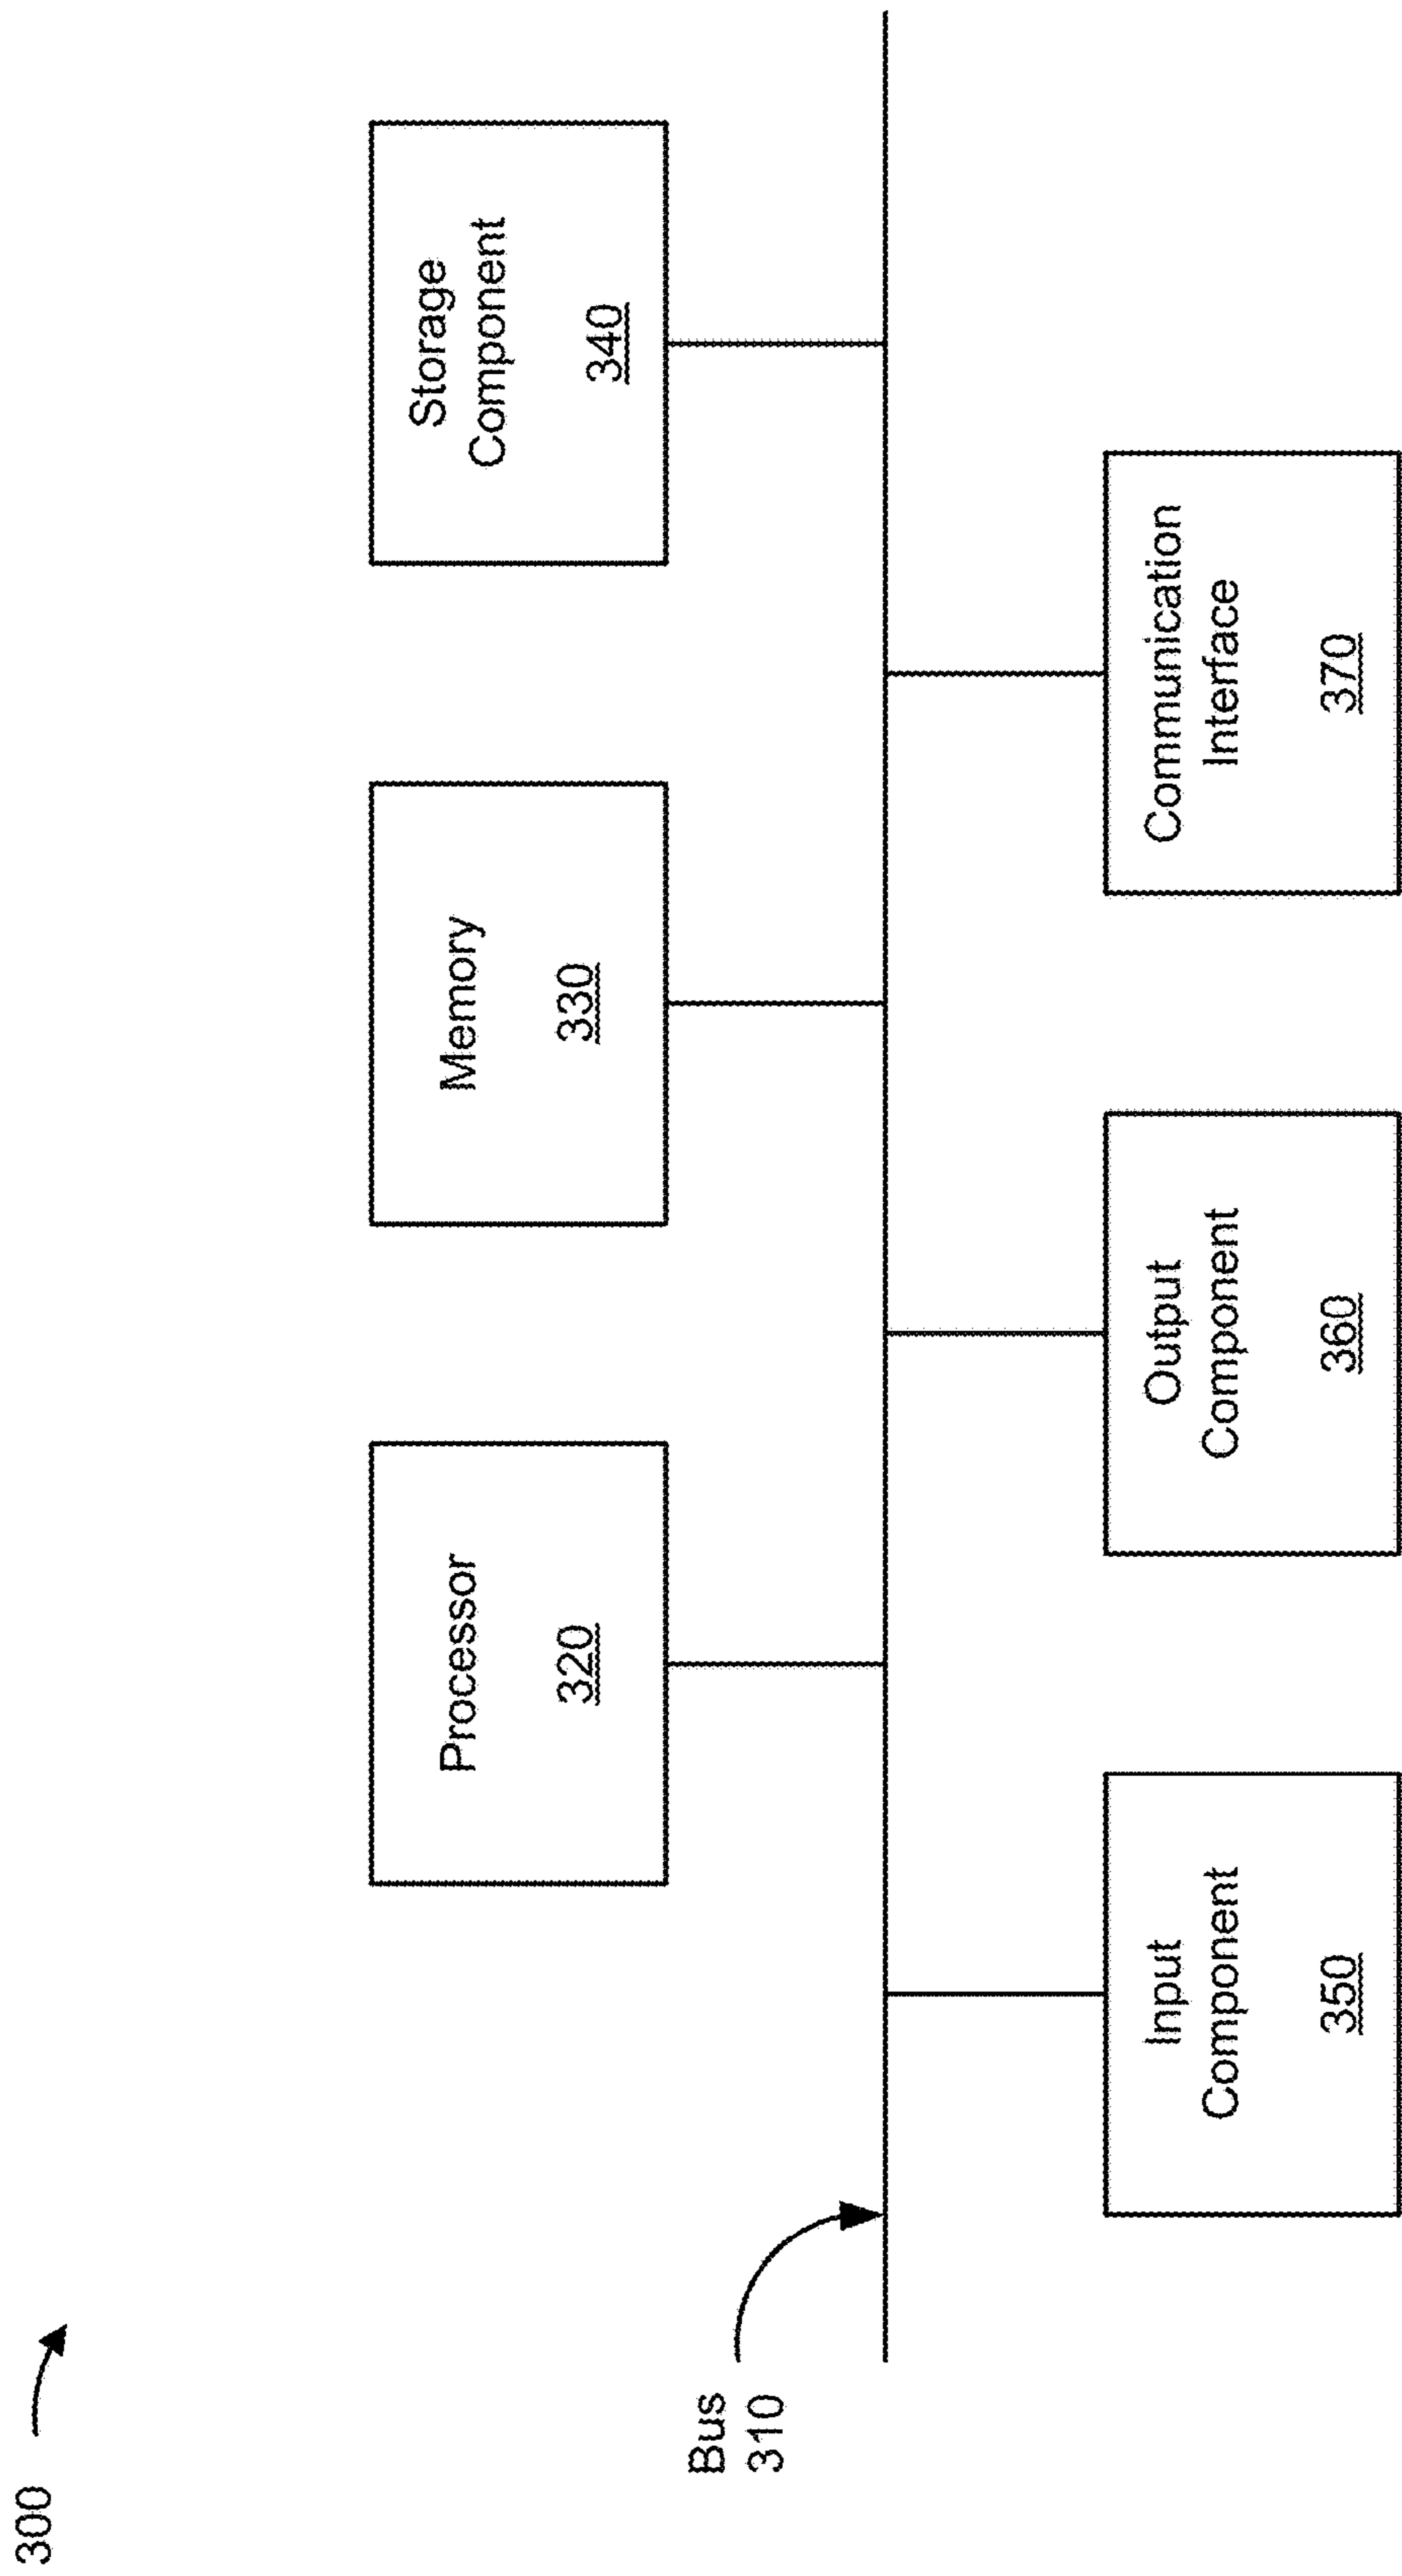 300
Processor
320
Memory
330
Storage
Component
340
Bus
310
Input
Component
350
Output
Component
360
Communication
Interface
370